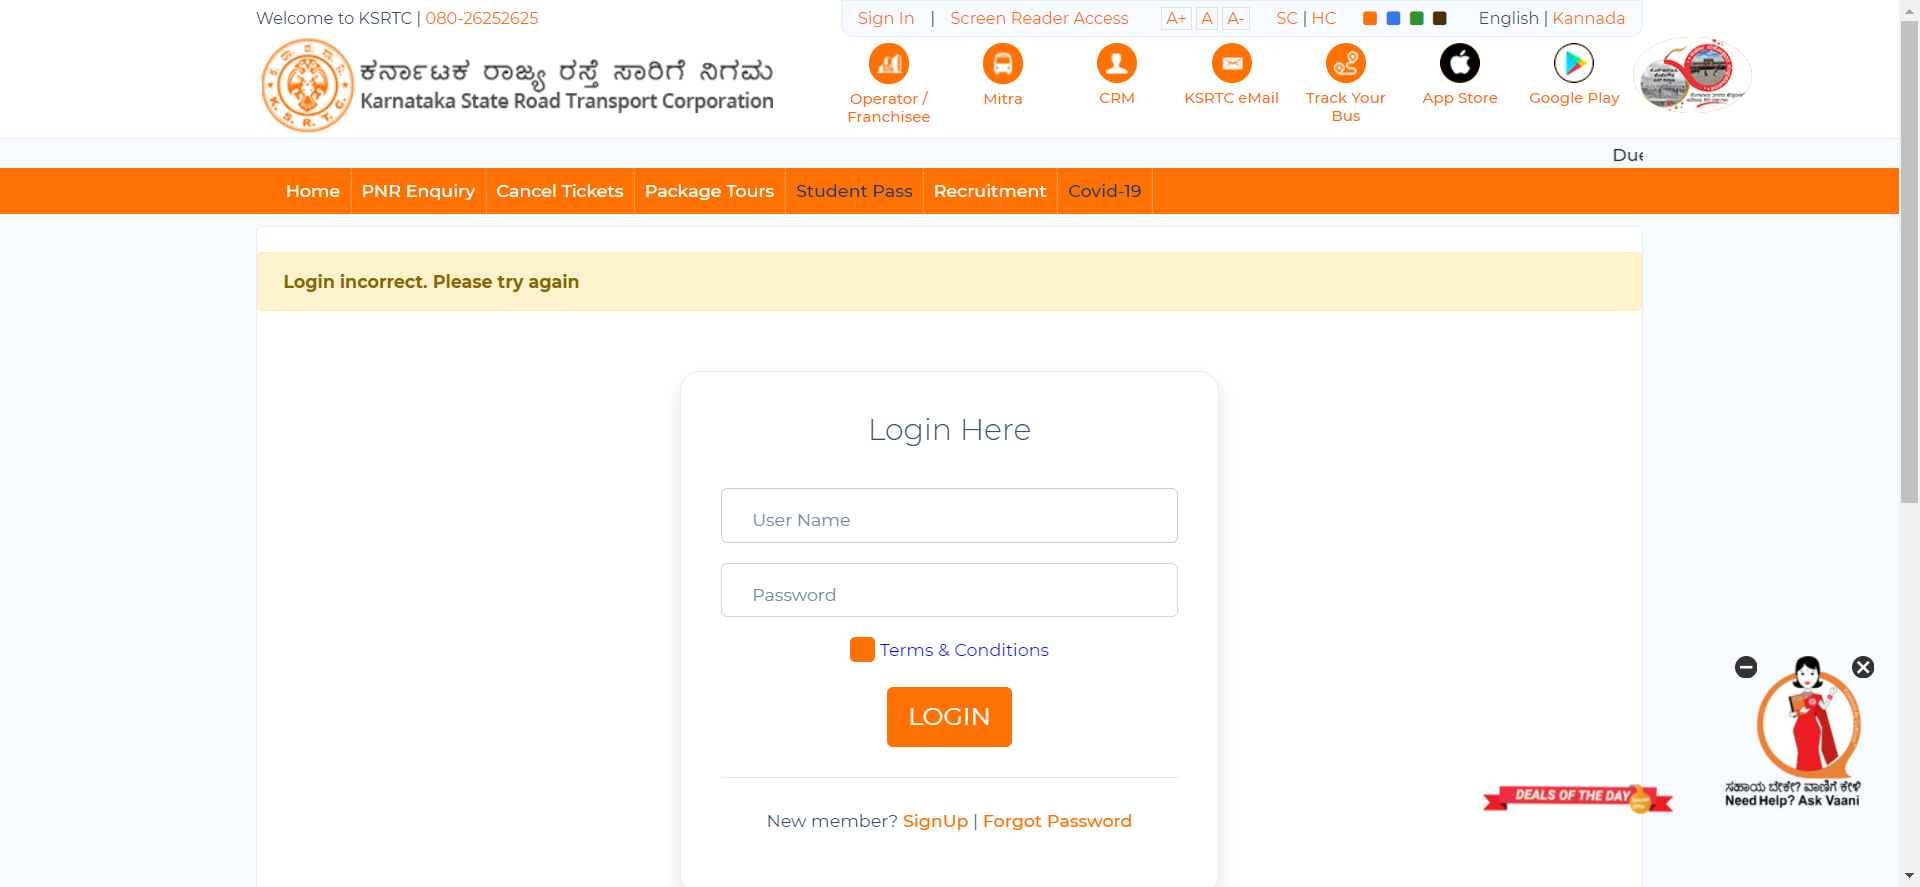 Welcome to KSRTC | 080-26252625
Sign In | Screen Reader Access A+ A A- SC | HC English | Kannada
ಕರ್ನಾಟಕ ರಾಜ್ಯ ರಸ್ತೆ ಸಾರಿಗೆ ನಿಗಮ
Karnataka State Road Transport Corporation
K.S.R.T.C.
Operator / Franchisee
Mitra
CRM
KSRTC eMail
Track Your Bus
App Store
Google Play
Due
Home
PNR Enquiry
Cancel Tickets
Package Tours
Student Pass
Recruitment
Covid-19
Login incorrect. Please try again
Login Here
User Name
Password
Terms & Conditions
LOGIN
New member? SignUp | Forgot Password
DEALS OF THE DAY
Special Offer
ಸಹಾಯ ಬೇಕೇ? ವಾಣಿಗೆ ಕೇಳಿ
Need Help? Ask Vaani